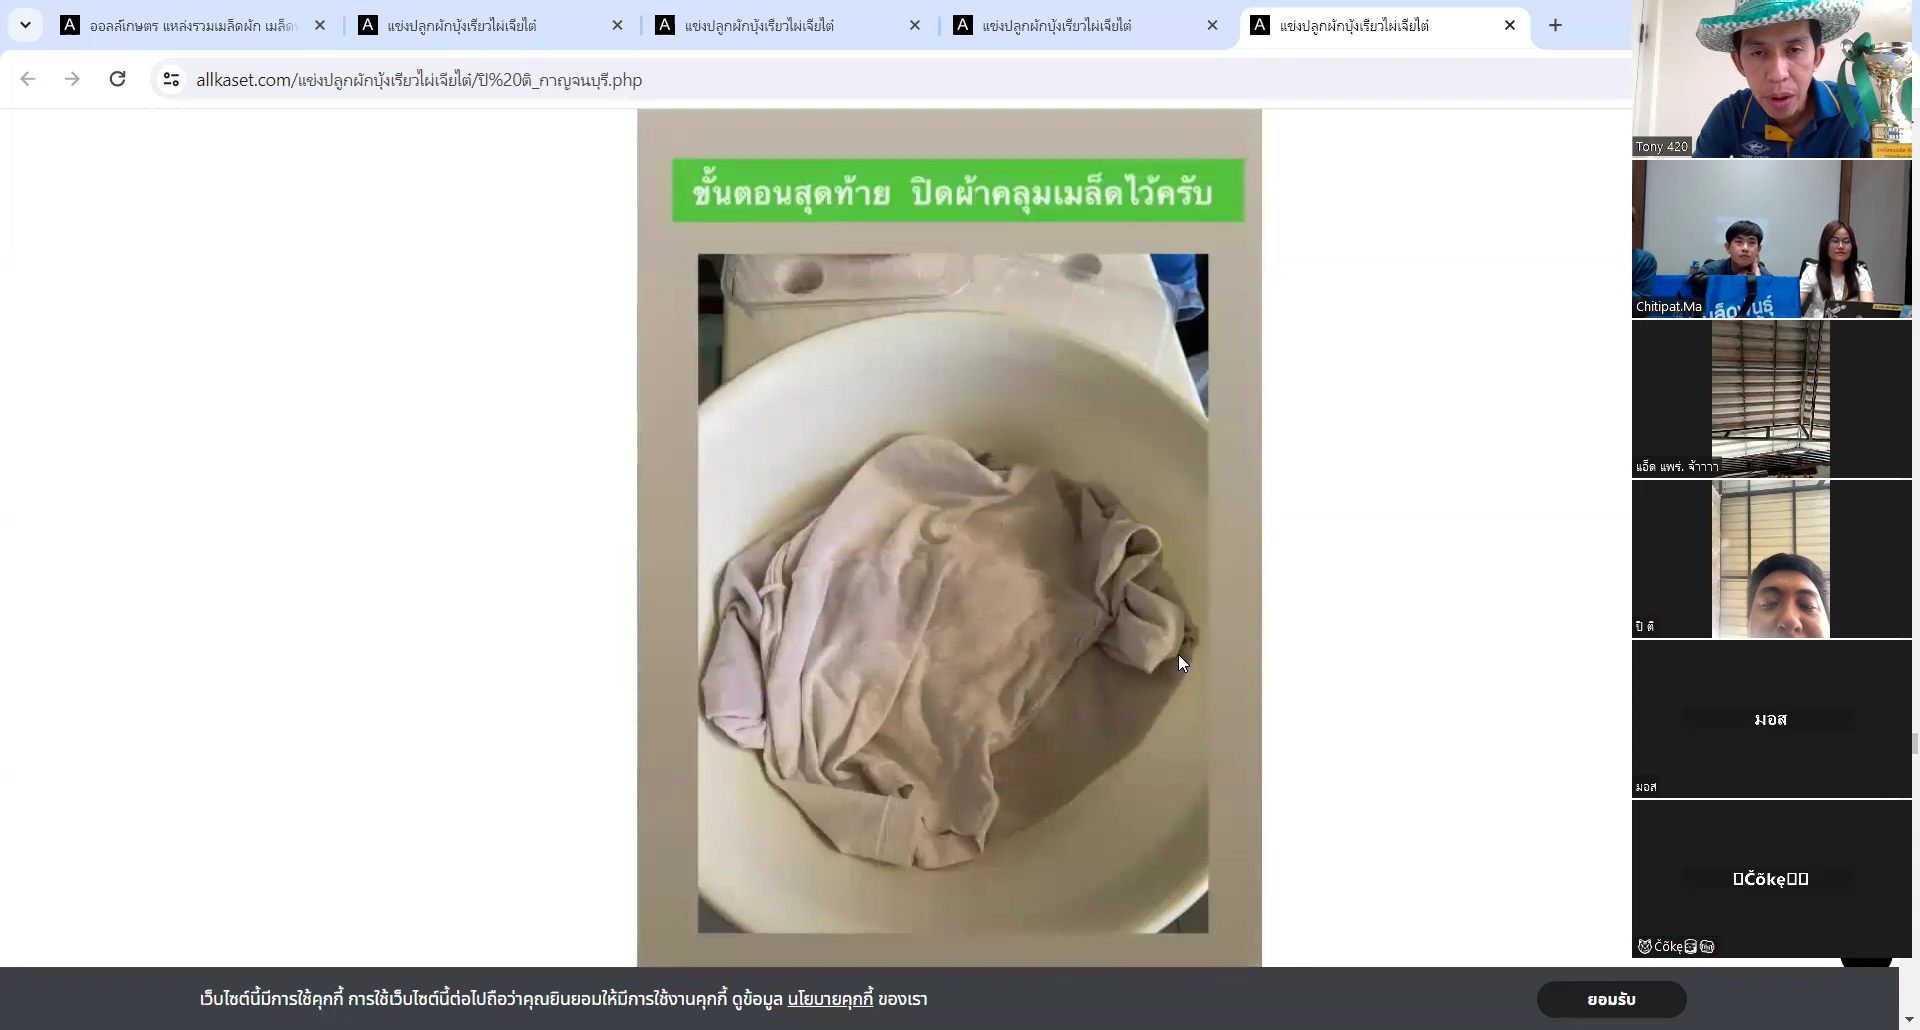 ออลล์เกษตร แหล่งรวมเมล็ดผัก เมล็ด
แข่งปลูกผักบุ้งเรียวไผ่เจียไต๋
แข่งปลูกผักบุ้งเรียวไผ่เจียไต๋
แข่งปลูกผักบุ้งเรียวไผ่เจียไต๋
แข่งปลูกผักบุ้งเรียวไผ่เจียไต๋
allkaset.com/แข่งปลูกผักบุ้งเรียวไผ่เจียไต๋/ปิ%20ติ_กาญจนบุรี.php
ขั้นตอนสุดท้าย ปิดผ้าคลุมเมล็ดไว้ครับ
Tony 420
Chitipat.Ma
แอ็ด แพร่. จ้าาาา
ปิ ติ
มอส
มอส
Čõkę
Čõkę
เว็บไซต์นี้มีการใช้คุกกี้ การใช้เว็บไซต์นี้ต่อไปถือว่าคุณยินยอมให้มีการใช้งานคุกกี้ ดูข้อมูล นโยบายคุกกี้ ของเรา
ยอมรับ